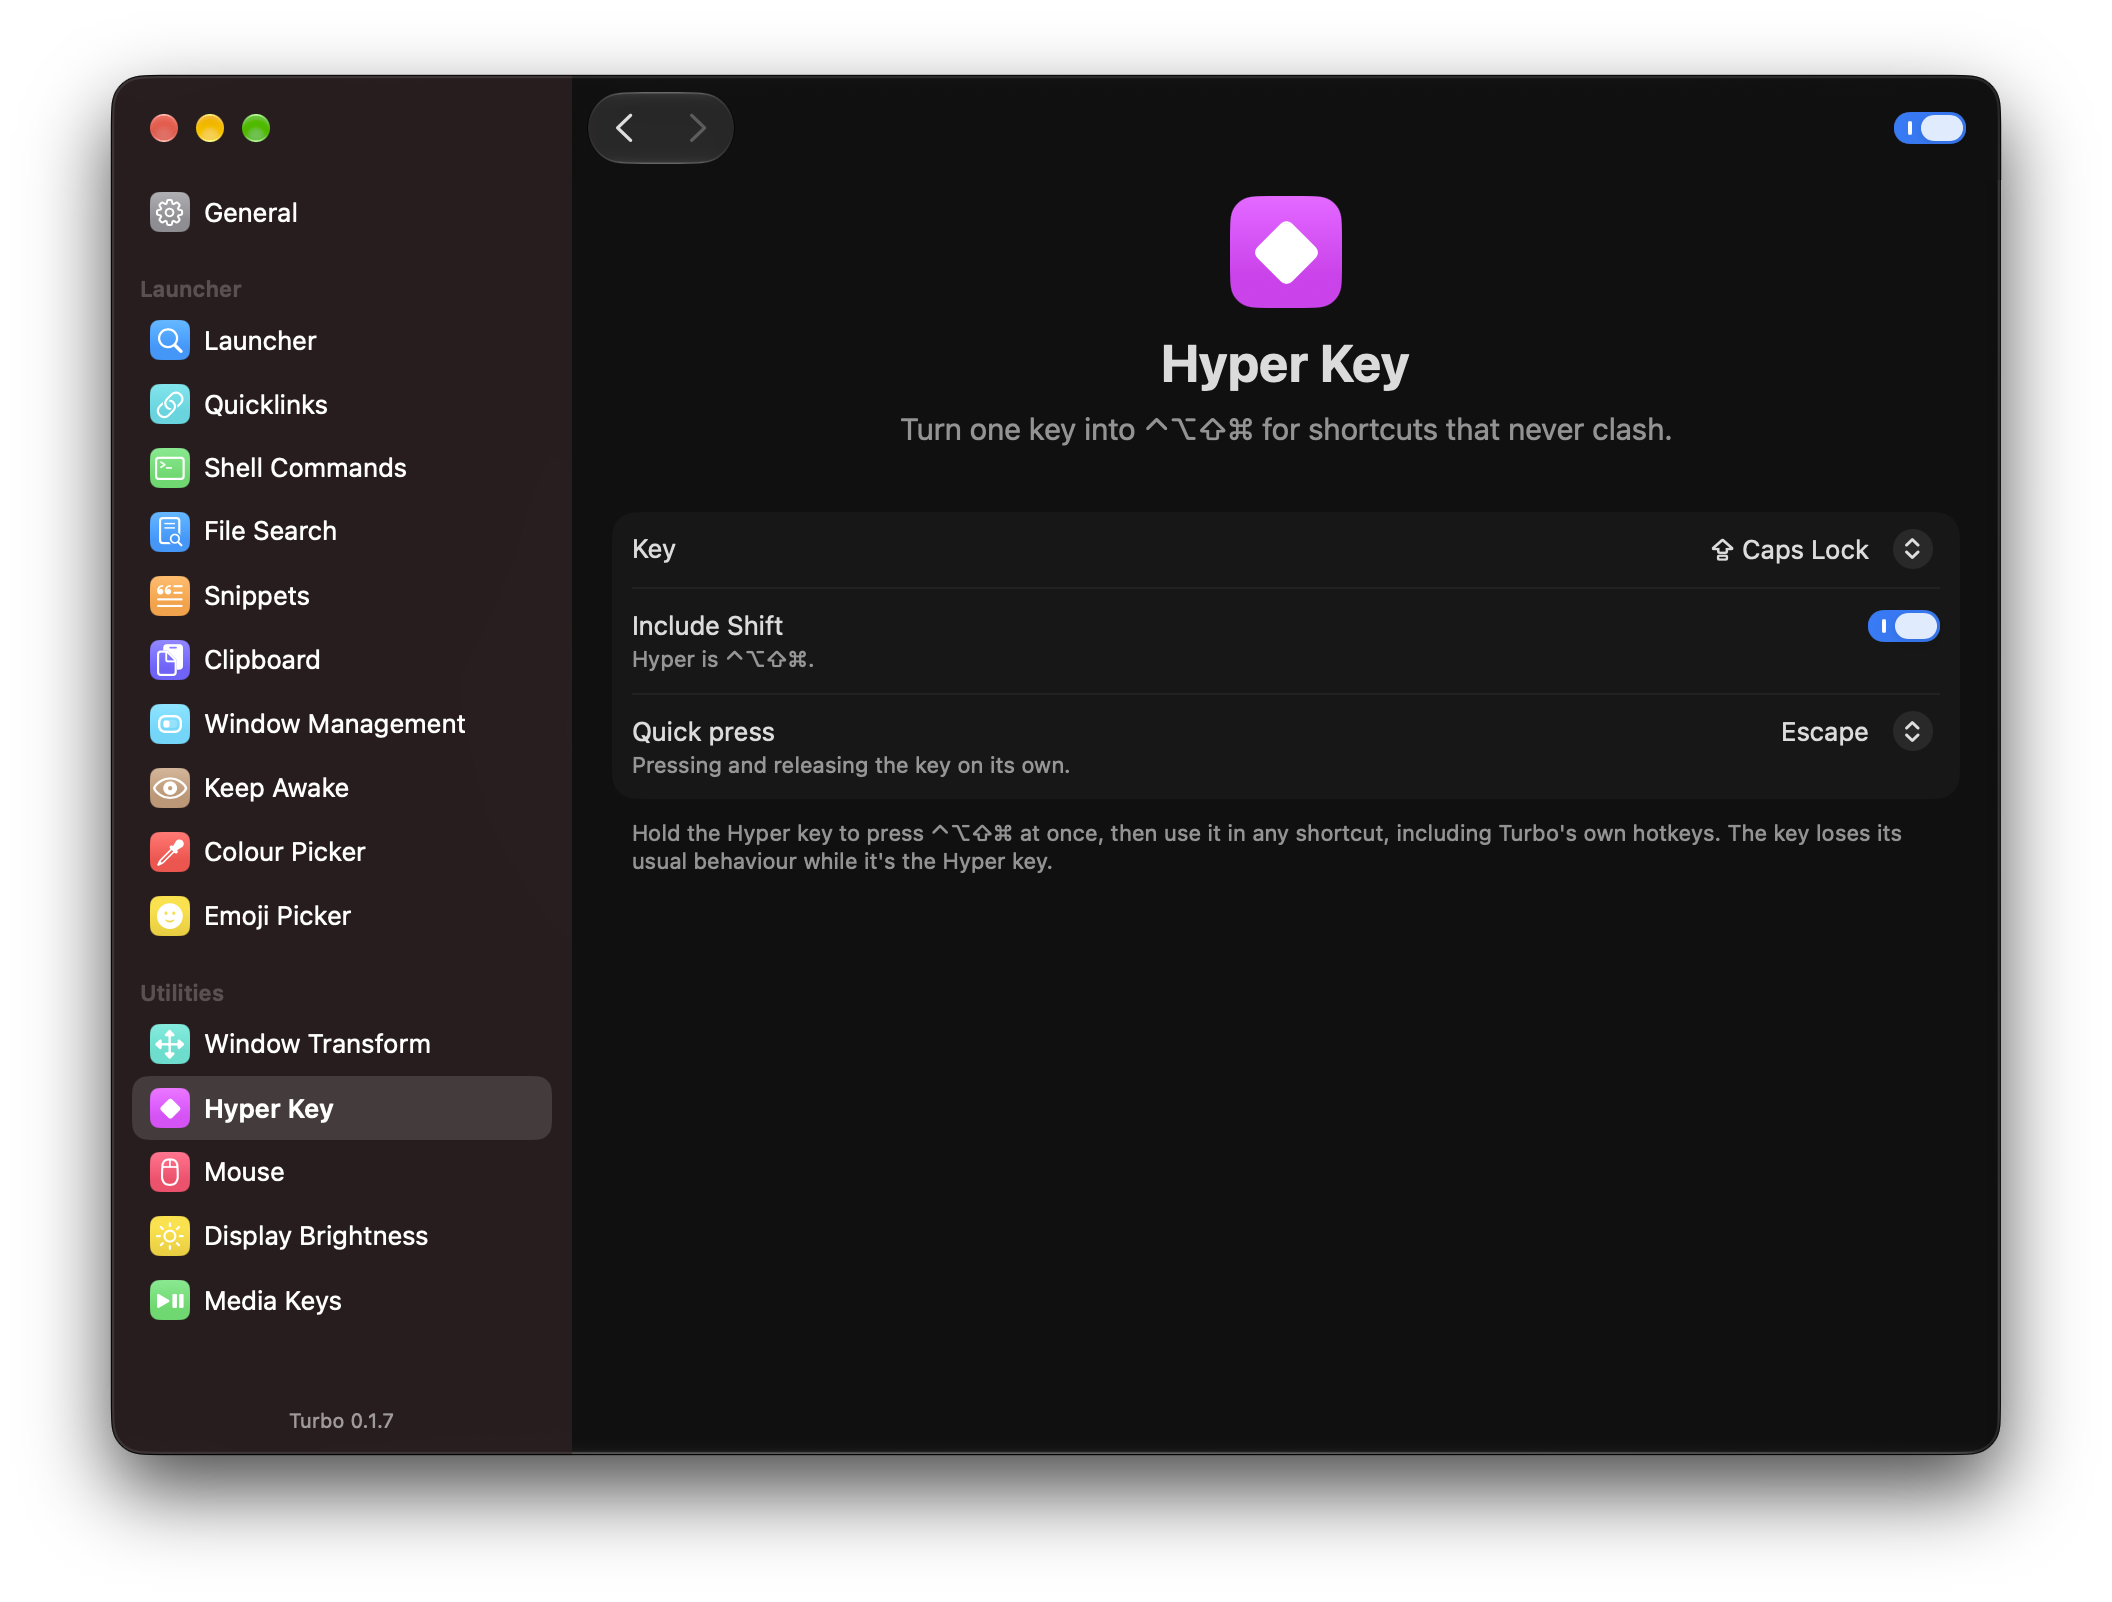 General
Launcher
Launcher
Quicklinks
Shell Commands
File Search
Snippets
Clipboard
Window Management
Keep Awake
Colour Picker
Emoji Picker
Utilities
Window Transform
Hyper Key
Mouse
Display Brightness
Media Keys
Turbo 0.1.7
Hyper Key
Turn one key into ⌃⌥⇧⌘ for shortcuts that never clash.
Key
⇪ Caps Lock
Include Shift
Hyper is ⌃⌥⇧⌘.
Quick press
Escape
Pressing and releasing the key on its own.
Hold the Hyper key to press ⌃⌥⇧⌘ at once, then use it in any shortcut, including Turbo's own hotkeys. The key loses its
usual behaviour while it's the Hyper key.